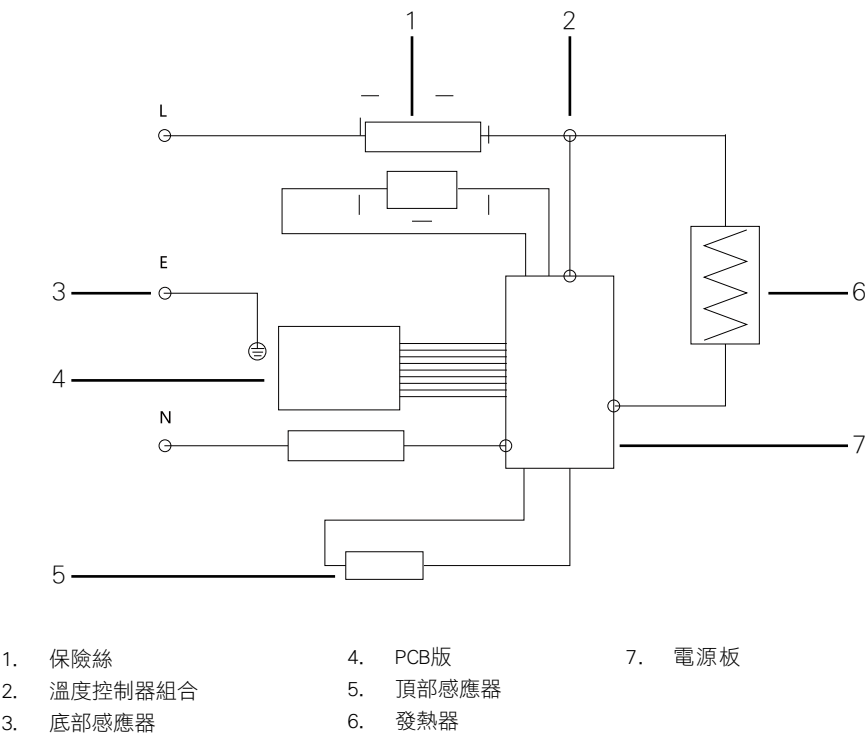 1
2
L
E
3
6
4
N
7
5
1. 保險絲
2. 溫度控制器組合
3. 底部感應器
4. PCB版
5. 頂部感應器
6. 發熱器
7. 電源板